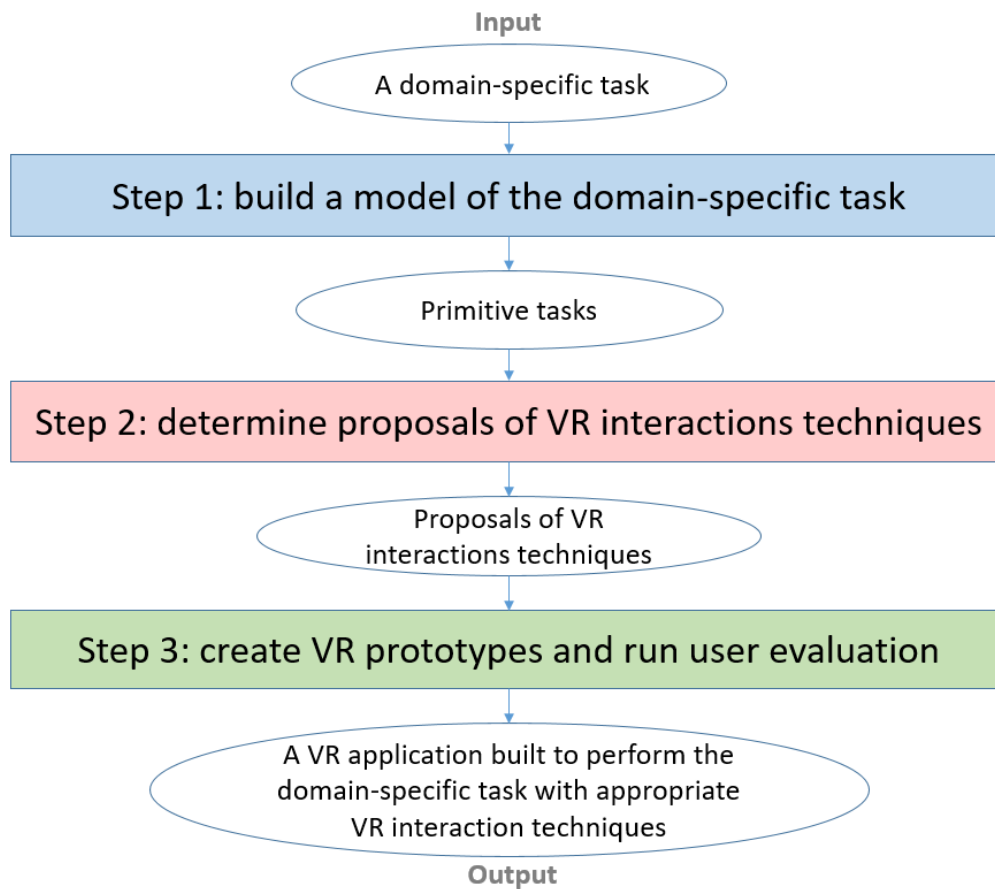 Input
A domain-specific task
Step 1: build a model of the domain-specific task
Primitive tasks
Step 2: determine proposals of VR interactions techniques
Proposals of VR
interactions techniques
Step 3: create VR prototypes and run user evaluation
A VR application built to perform the
domain-specific task with appropriate
VR interaction techniques
Output